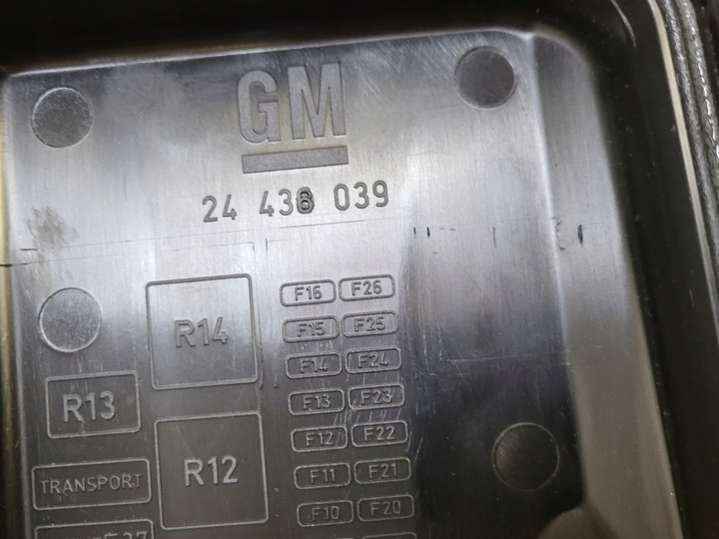 GM
24 438 039
F16 F26
R14
F15 F25
F14 F24
R13
F13 F23
F12 F22
R12
TRANSPORT
F11 F21
F10 F20